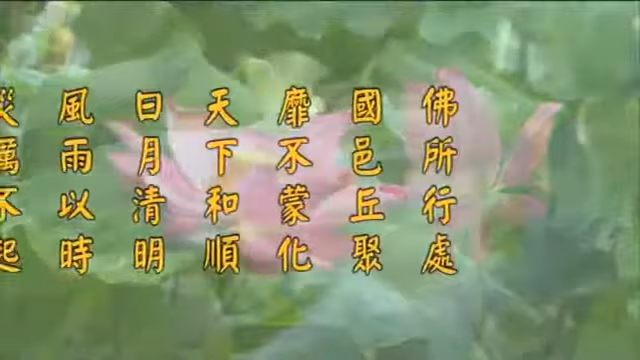 佛所行處
國邑丘聚
靡不蒙化
天下和順
日月清明
風雨以時
災厲不起